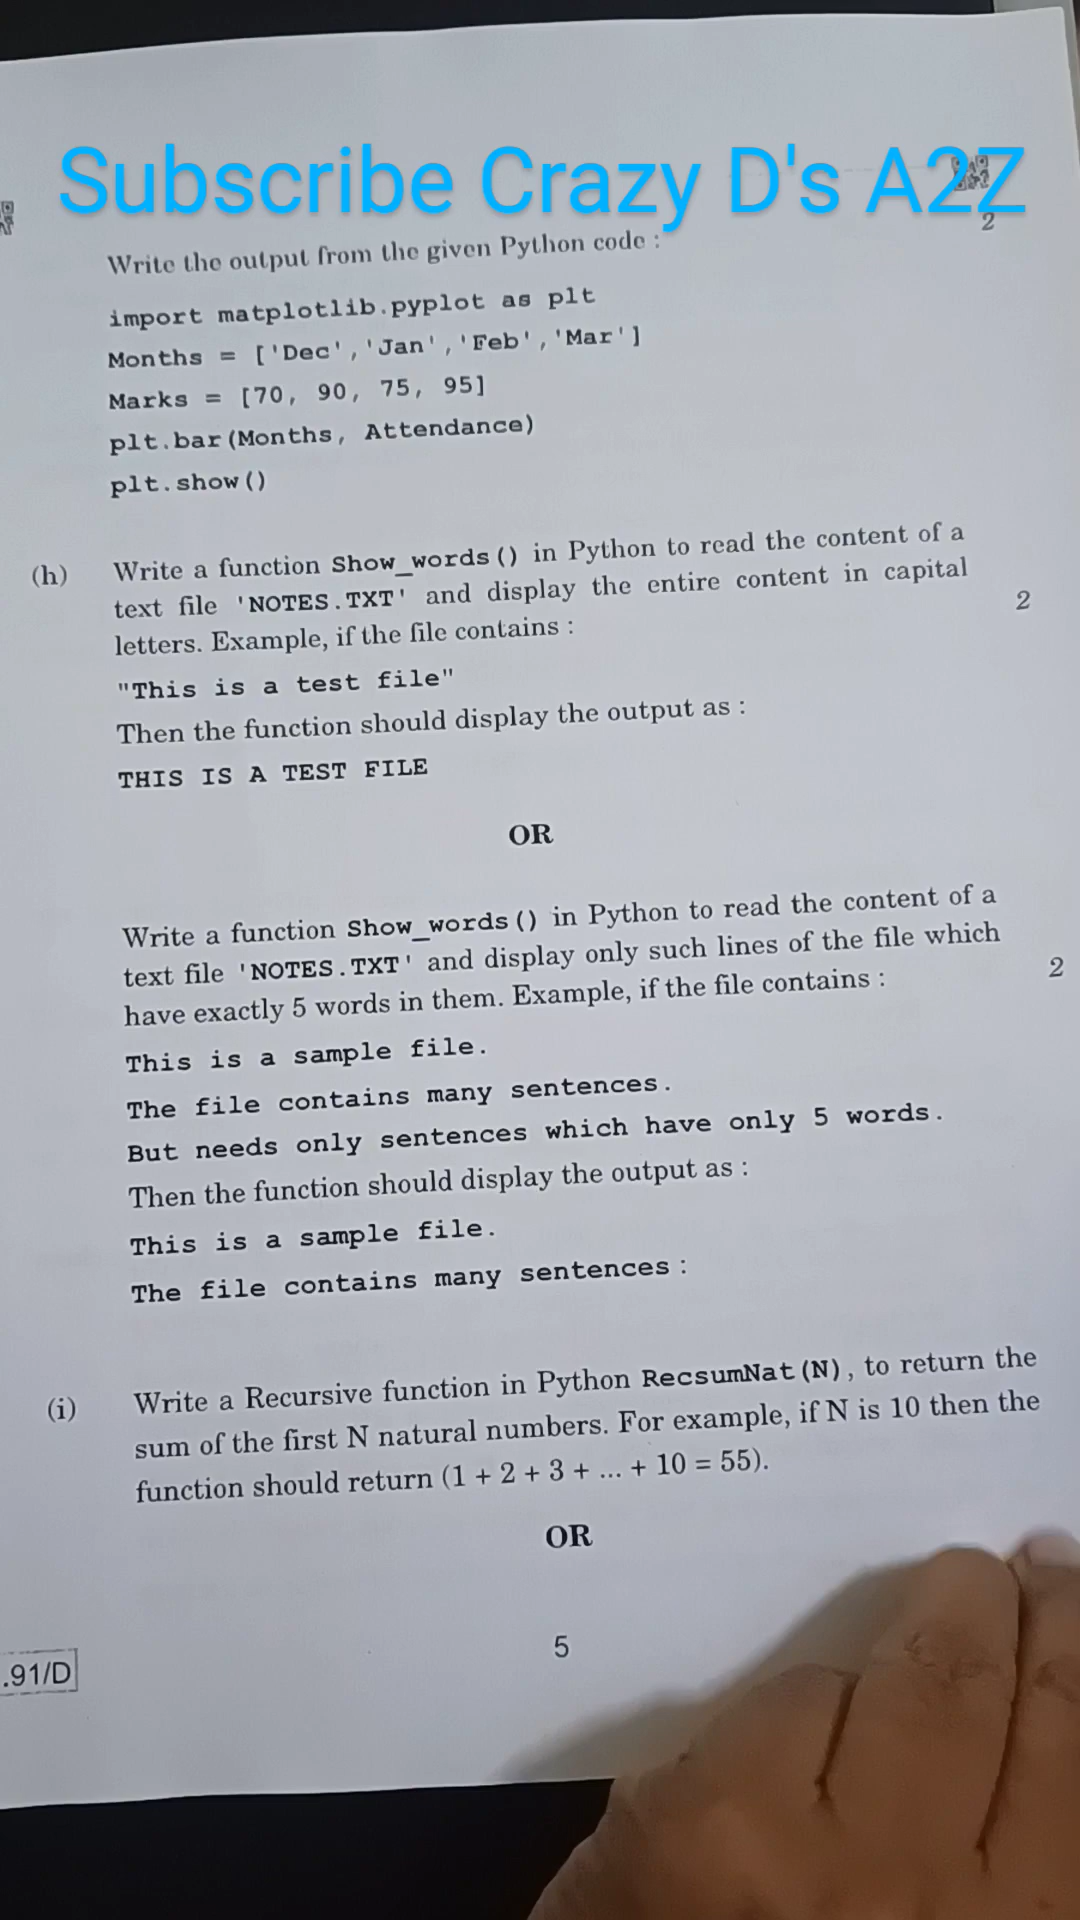 Subscribe Crazy D's A2Z
2
Write the output from the given Python code :
import matplotlib.pyplot as plt
Months = ['Dec','Jan','Feb','Mar']
Marks = [70, 90, 75, 95]
plt.bar(Months, Attendance)
plt.show()
(h) Write a function Show_words() in Python to read the content of a
text file 'NOTES.TXT' and display the entire content in capital
letters. Example, if the file contains :
2
"This is a test file"
Then the function should display the output as :
THIS IS A TEST FILE
OR
Write a function Show_words() in Python to read the content of a
text file 'NOTES.TXT' and display only such lines of the file which
have exactly 5 words in them. Example, if the file contains :
2
This is a sample file.
The file contains many sentences.
But needs only sentences which have only 5 words.
Then the function should display the output as :
This is a sample file.
The file contains many sentences :
(i) Write a Recursive function in Python RecsumNat(N), to return the
sum of the first N natural numbers. For example, if N is 10 then the
function should return (1 + 2 + 3 + ... + 10 = 55).
OR
5
.91/D